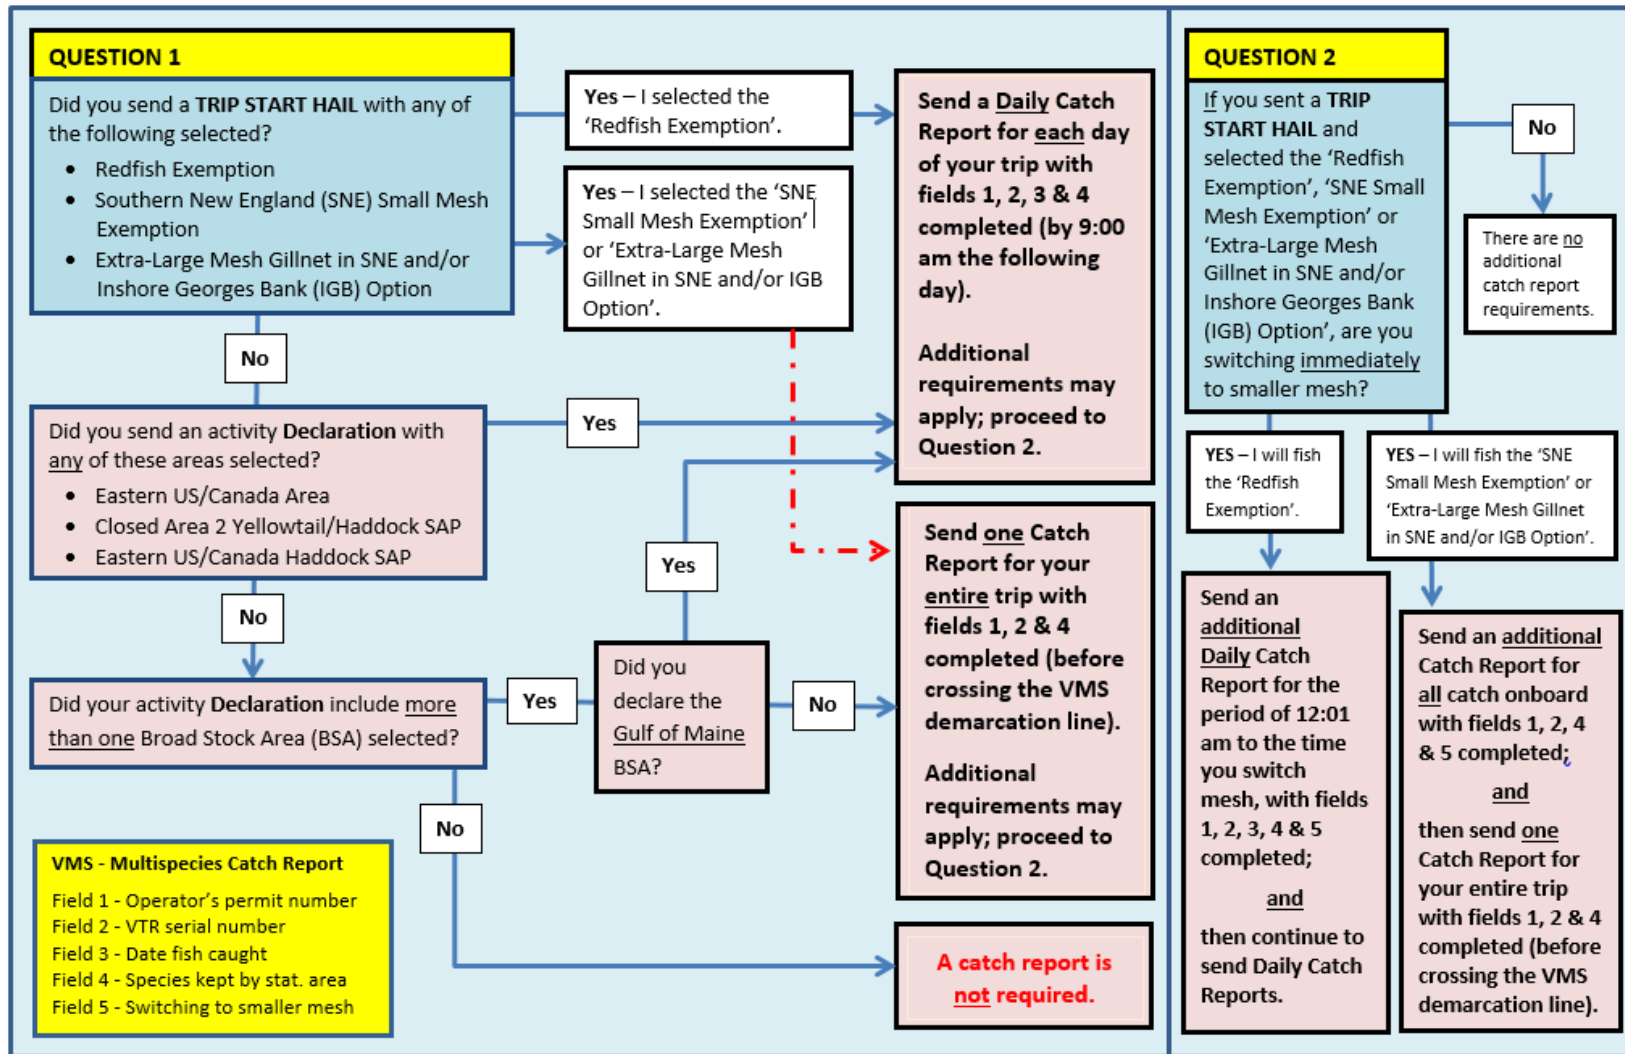 QUESTION 1
Did you send a TRIP START HAIL with any of
the following selected?
• Redfish Exemption
• Southern New England (SNE) Small Mesh
Exemption
• Extra-Large Mesh Gillnet in SNE and/or
Inshore Georges Bank (IGB) Option
Yes – I selected the
'Redfish Exemption'.
Yes – I selected the 'SNE
Small Mesh Exemption'
or 'Extra-Large Mesh
Gillnet in SNE and/or IGB
Option'.
Send a Daily Catch
Report for each day
of your trip with
fields 1, 2, 3 & 4
completed (by 9:00
am the following
day).
Additional
requirements may
apply; proceed to
Question 2.
No
Did you send an activity Declaration with
any of these areas selected?
• Eastern US/Canada Area
• Closed Area 2 Yellowtail/Haddock SAP
• Eastern US/Canada Haddock SAP
Yes
No
Did your activity Declaration include more
than one Broad Stock Area (BSA) selected?
Yes
Did you
declare the
Gulf of Maine
BSA?
Yes
No
Send one Catch
Report for your
entire trip with
fields 1, 2 & 4
completed (before
crossing the VMS
demarcation line).
Additional
requirements may
apply; proceed to
Question 2.
No
A catch report is
not required.
VMS - Multispecies Catch Report
Field 1 - Operator's permit number
Field 2 - VTR serial number
Field 3 - Date fish caught
Field 4 - Species kept by stat. area
Field 5 - Switching to smaller mesh
QUESTION 2
If you sent a TRIP
START HAIL and
selected the 'Redfish
Exemption', 'SNE Small
Mesh Exemption' or
'Extra-Large Mesh
Gillnet in SNE and/or
Inshore Georges Bank
(IGB) Option', are you
switching immediately
to smaller mesh?
No
There are no
additional
catch report
requirements.
YES – I will fish
the 'Redfish
Exemption'.
YES – I will fish the 'SNE
Small Mesh Exemption' or
'Extra-Large Mesh Gillnet
in SNE and/or IGB Option'.
Send an
additional
Daily Catch
Report for the
period of 12:01
am to the time
you switch
mesh, with fields
1, 2, 3, 4 & 5
completed;
and
then continue to
send Daily Catch
Reports.
Send an additional
Catch Report for
all catch onboard
with fields 1, 2, 4
& 5 completed;
and
then send one
Catch Report for
your entire trip
with fields 1, 2 & 4
completed (before
crossing the VMS
demarcation line).